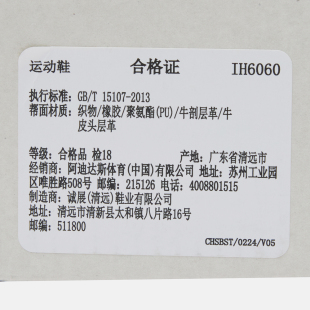 运动鞋 合格证 IH6060
执行标准: GB/T 15107-2013
帮面材质: 织物/橡胶/聚氨酯(PU)/牛剖层革/牛
皮头层革
等级: 合格品 检18 产地: 广东省清远市
经销商: 阿迪达斯体育(中国)有限公司 地址: 苏州工业园
区唯胜路508号 邮编: 215126 电话: 4008801515
制造商: 诚展(清远)鞋业有限公司
地址: 清远市清新县太和镇八片路16号
邮编: 511800
CHSBST/0224/V05